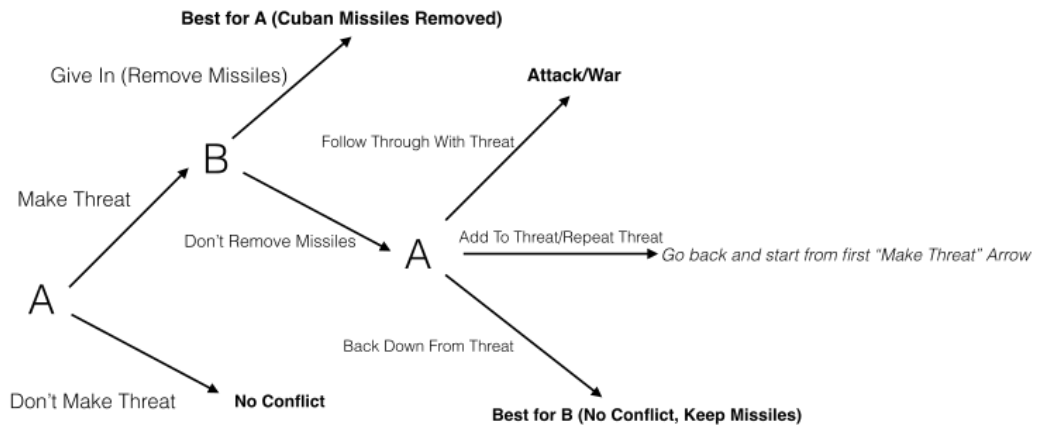 Best for A (Cuban Missiles Removed)
Give In (Remove Missiles)
Attack/War
Follow Through With Threat
B
Make Threat
Don't Remove Missiles
A
Add To Threat/Repeat Threat
Go back and start from first “Make Threat” Arrow
A
Back Down From Threat
Don't Make Threat
No Conflict
Best for B (No Conflict, Keep Missiles)